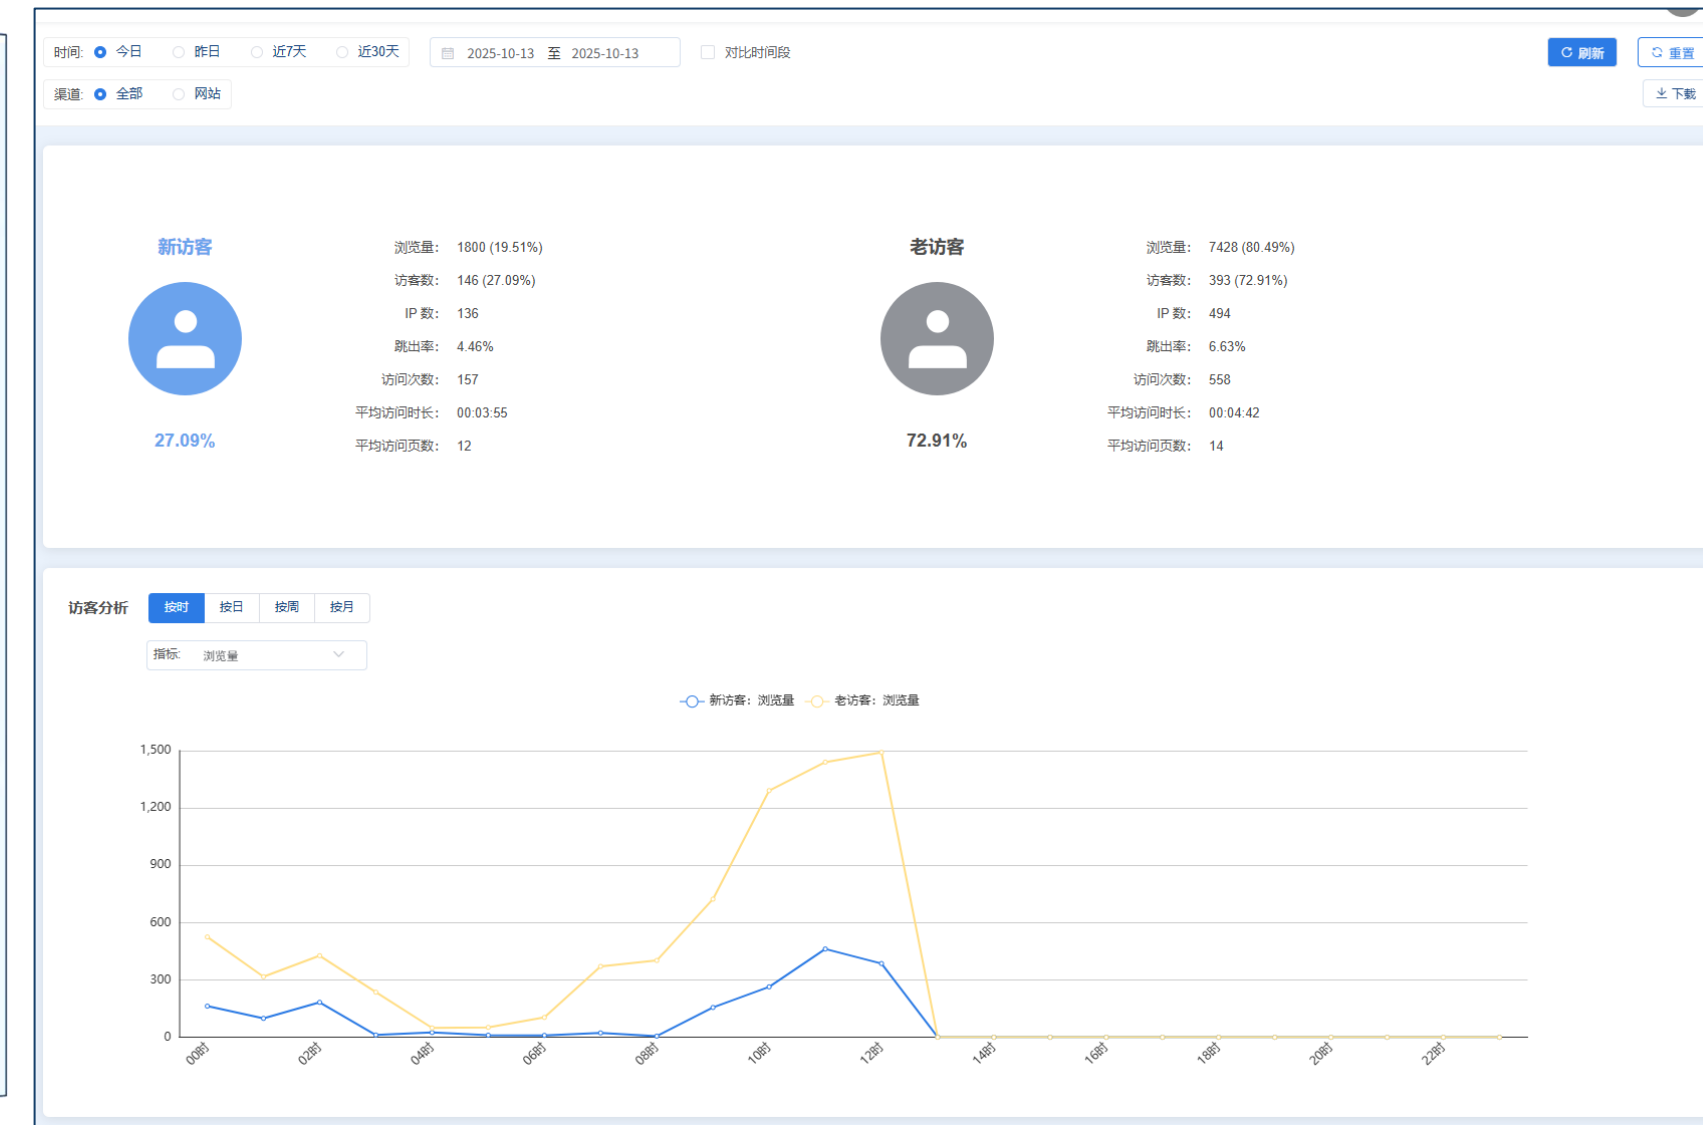 时间: 今日 昨日 近7天 近30天 2025-10-13 至 2025-10-13 对比时间段 刷新 重置
渠道: 全部 网站 下载
新访客
浏览量: 1800 (19.51%)
访客数: 146 (27.09%)
IP 数: 136
跳出率: 4.46%
访问次数: 157
平均访问时长: 00:03:55
平均访问页数: 12
27.09%
老访客
浏览量: 7428 (80.49%)
访客数: 393 (72.91%)
IP 数: 494
跳出率: 6.63%
访问次数: 558
平均访问时长: 00:04:42
平均访问页数: 14
72.91%
访客分析 按时 按日 按周 按月
指标: 浏览量
新访客：浏览量 老访客：浏览量
1,500
1,200
900
600
300
0
00时 02时 04时 06时 08时 10时 12时 14时 16时 18时 20时 22时